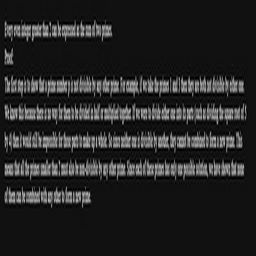 Every even integer greater than 2 can be expressed as the sum of two primes.
Proof:
The first step is to show that a prime number p is not divisible by any other prime. For example, if we take the primes 2 and 3 then they are both not divisible by either one.
We know this because there is no way for them to be divided in half or multiplied together. If we were to divide either one into its parts (such as dividing the square root of 3
by 4) then it would still be impossible for those parts to make up a whole. So since neither one is divisible by another, they cannot be combined to form a new prime. This
means that all the primes smaller than 2 must also be non-divisible by any other primes. Since each of these primes has only one possible solution, we have shown that none
of them can be combined with any other to form a new prime.